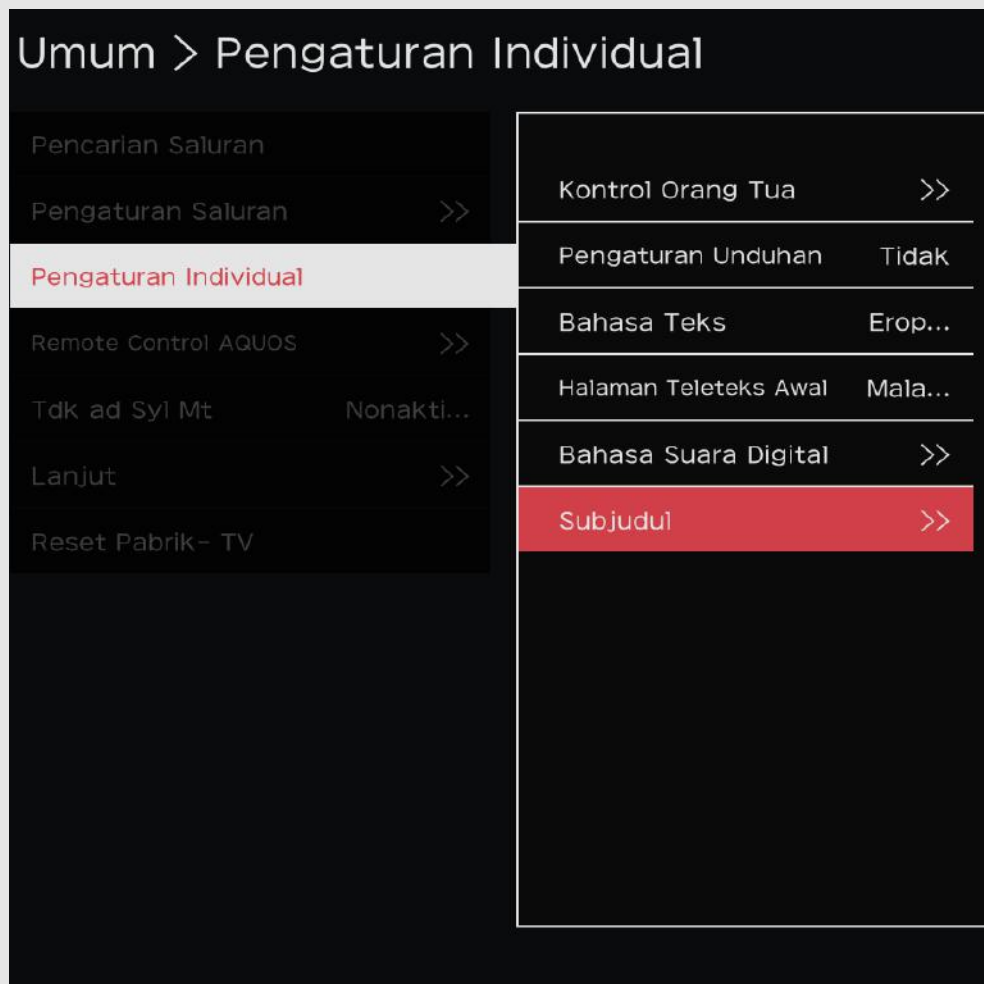 Umum > Pengaturan Individual
Pencarian Saluran
Pengaturan Saluran >>
Pengaturan Individual
Remote Control AQUOS >>
Tdk ad Syl Mt Nonakti...
Lanjut >>
Reset Pabrik- TV
Kontrol Orang Tua >>
Pengaturan Unduhan Tidak
Bahasa Teks Erop...
Halaman Teleteks Awal Mala...
Bahasa Suara Digital >>
Subjudul >>